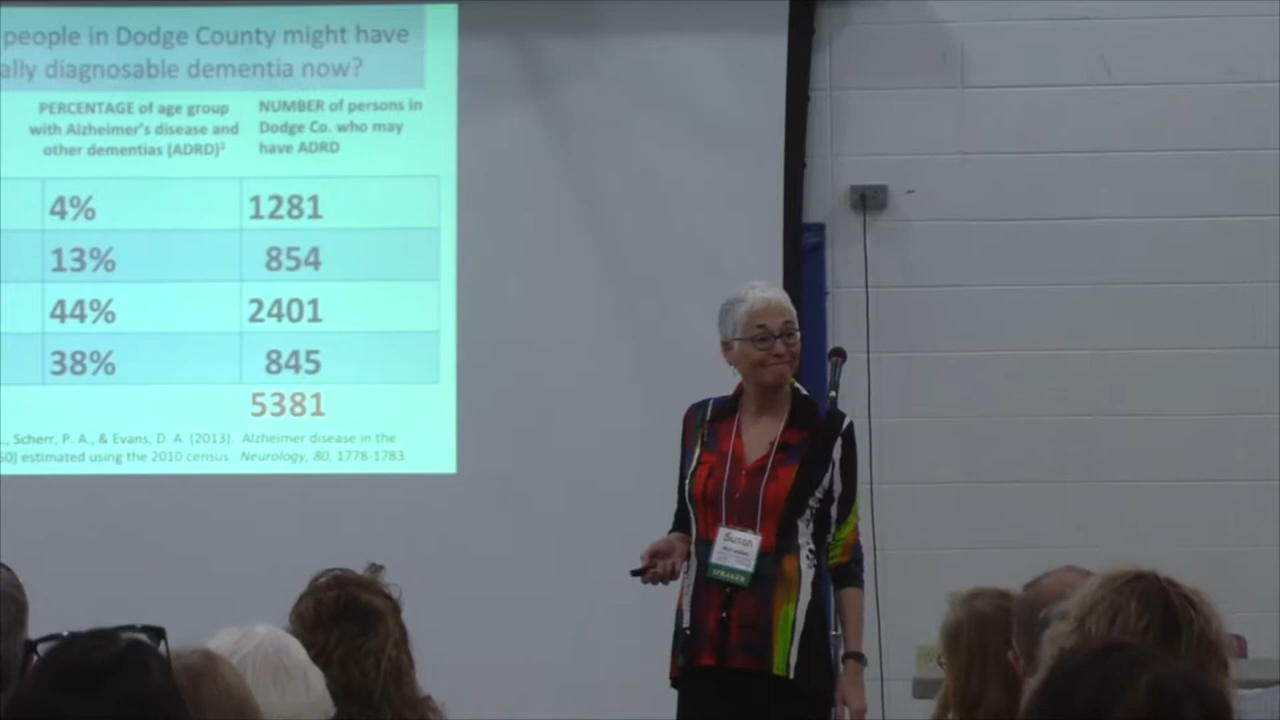 people in Dodge County might have
ally diagnosable dementia now?
PERCENTAGE of age group
with Alzheimer's disease and
other dementias (ADRD)¹
NUMBER of persons in
Dodge Co. who may
have ADRD
4% 1281
13% 854
44% 2401
38% 845
5381
., Scherr, P. A., & Evans, D. A. (2013). Alzheimer disease in the
50) estimated using the 2010 census. Neurology, 80, 1778-1783.
Susan
SPEAKER